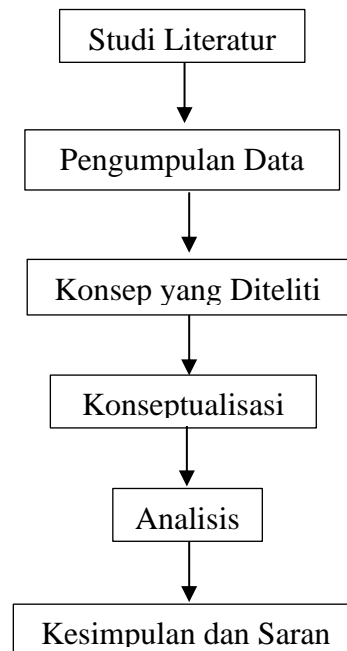 Studi Literatur
Pengumpulan Data
Konsep yang Diteliti
Konseptualisasi
Analisis
Kesimpulan dan Saran